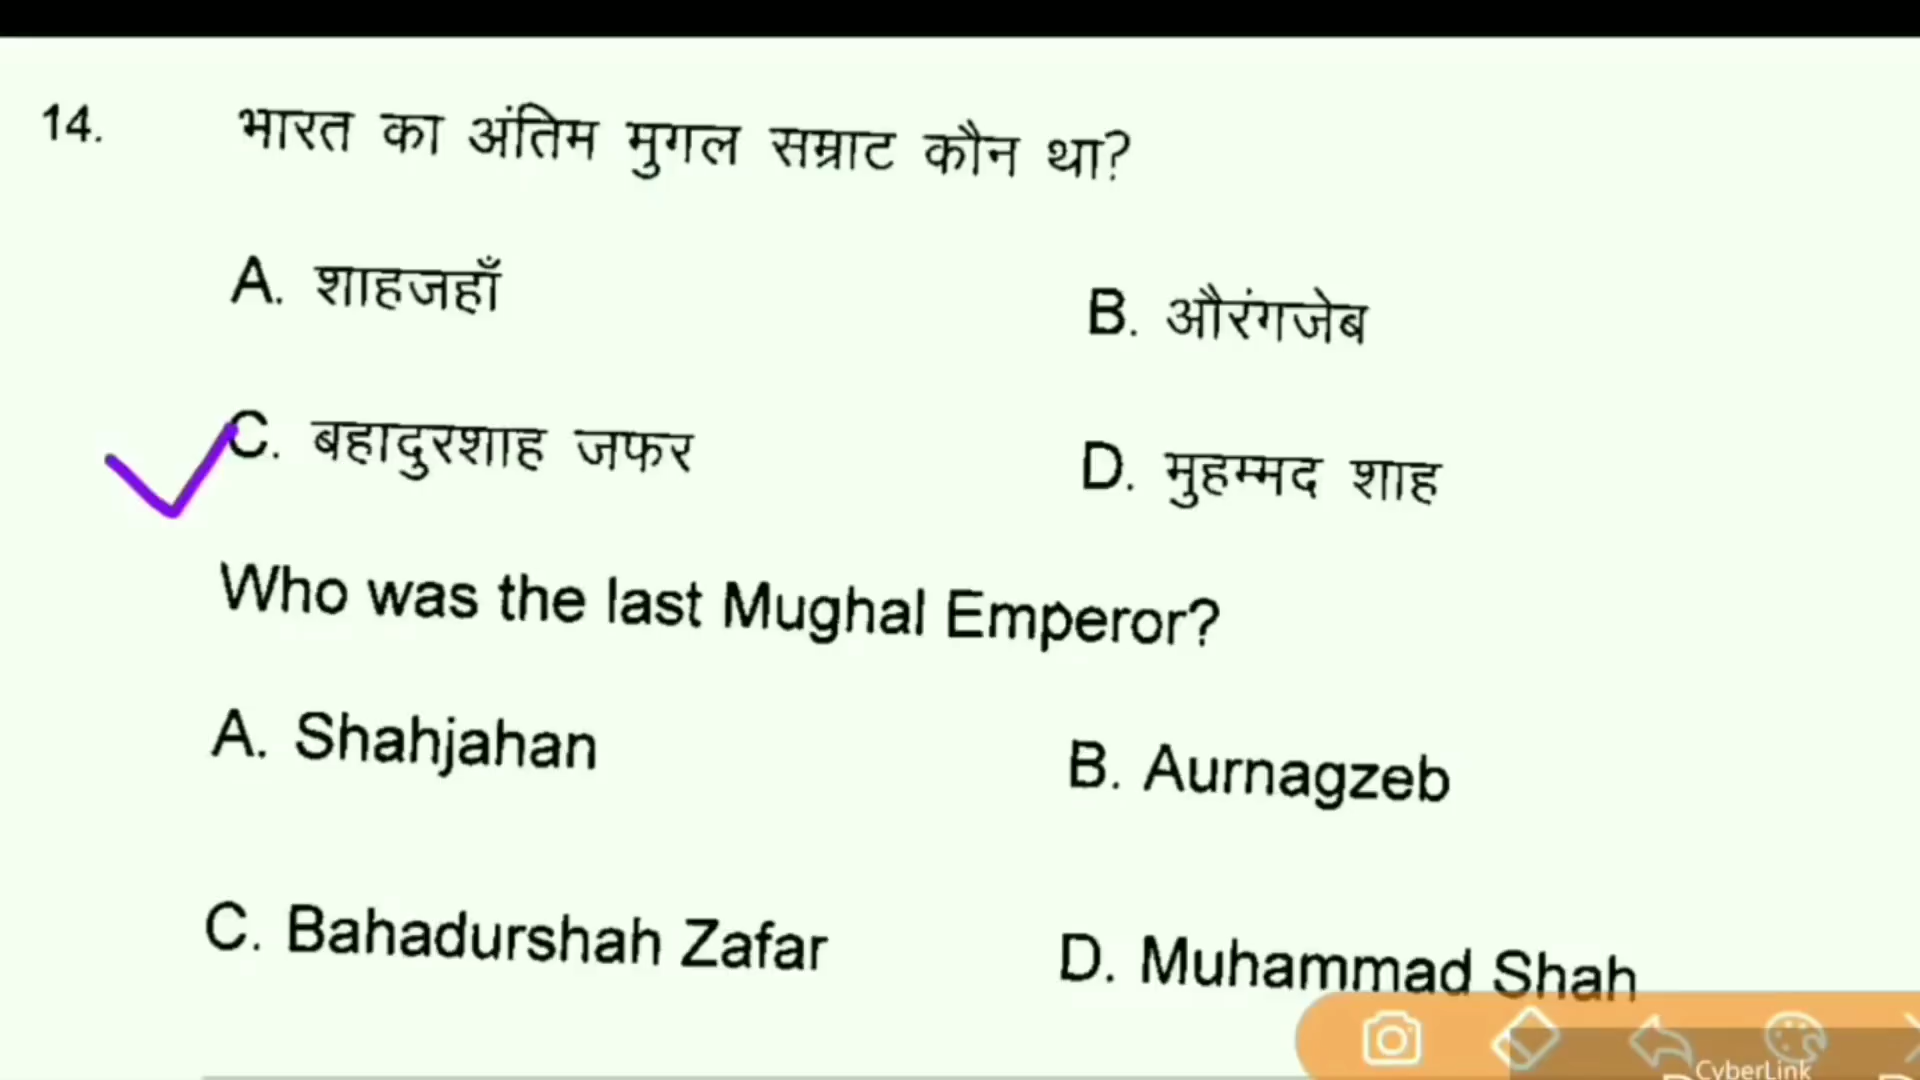 14. भारत का अंतिम मुगल सम्राट कौन था?
A. शाहजहाँ B. औरंगजेब
C. बहादुरशाह जफर D. मुहम्मद शाह
Who was the last Mughal Emperor?
A. Shahjahan B. Aurnagzeb
C. Bahadurshah Zafar D. Muhammad Shah
CyberLink